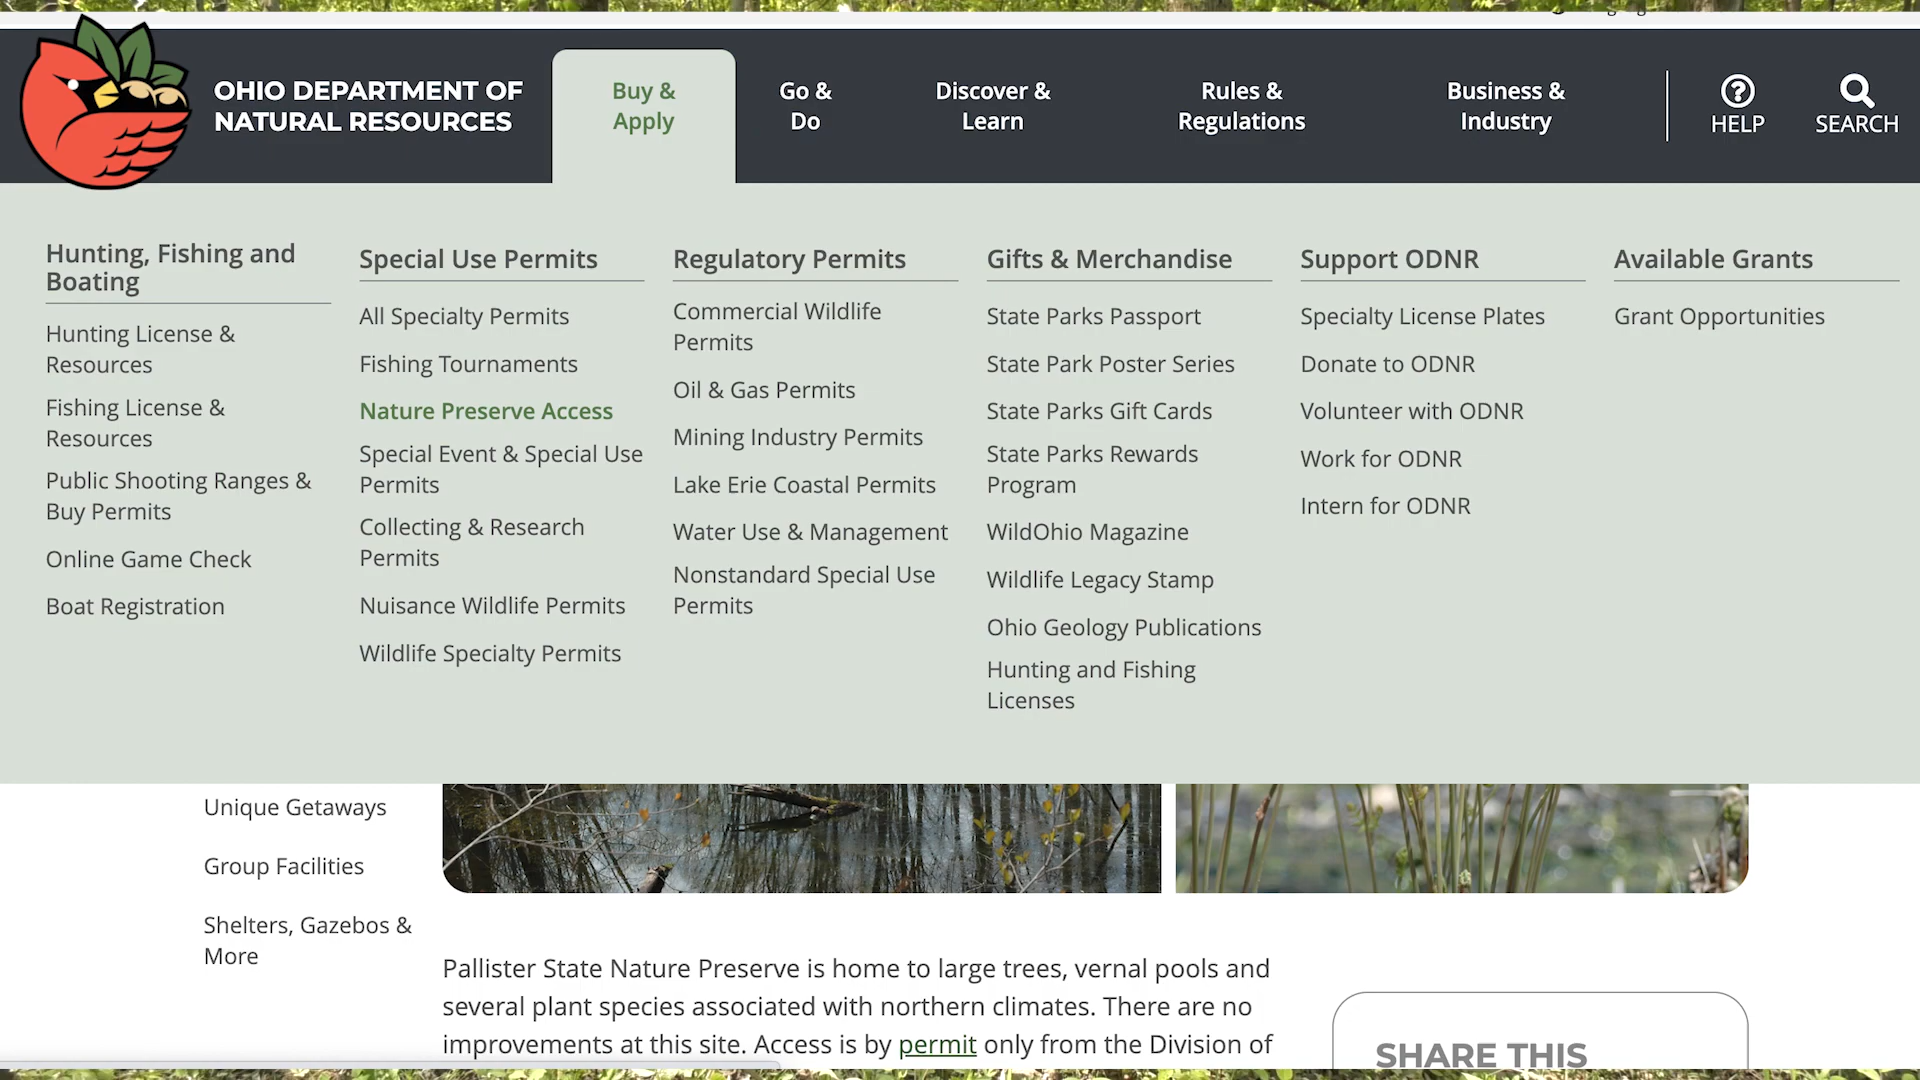 OHIO DEPARTMENT OF
NATURAL RESOURCES
Buy &
Apply
Go &
Do
Discover &
Learn
Rules &
Regulations
Business &
Industry
HELP
SEARCH
Hunting, Fishing and
Boating
Hunting License &
Resources
Fishing License &
Resources
Public Shooting Ranges &
Buy Permits
Online Game Check
Boat Registration
Special Use Permits
All Specialty Permits
Fishing Tournaments
Nature Preserve Access
Special Event & Special Use
Permits
Collecting & Research
Permits
Nuisance Wildlife Permits
Wildlife Specialty Permits
Regulatory Permits
Commercial Wildlife
Permits
Oil & Gas Permits
Mining Industry Permits
Lake Erie Coastal Permits
Water Use & Management
Nonstandard Special Use
Permits
Gifts & Merchandise
State Parks Passport
State Park Poster Series
State Parks Gift Cards
State Parks Rewards
Program
WildOhio Magazine
Wildlife Legacy Stamp
Ohio Geology Publications
Hunting and Fishing
Licenses
Support ODNR
Specialty License Plates
Donate to ODNR
Volunteer with ODNR
Work for ODNR
Intern for ODNR
Available Grants
Grant Opportunities
Unique Getaways
Group Facilities
Shelters, Gazebos &
More
Pallister State Nature Preserve is home to large trees, vernal pools and
several plant species associated with northern climates. There are no
improvements at this site. Access is by permit only from the Division of
SHARE THIS